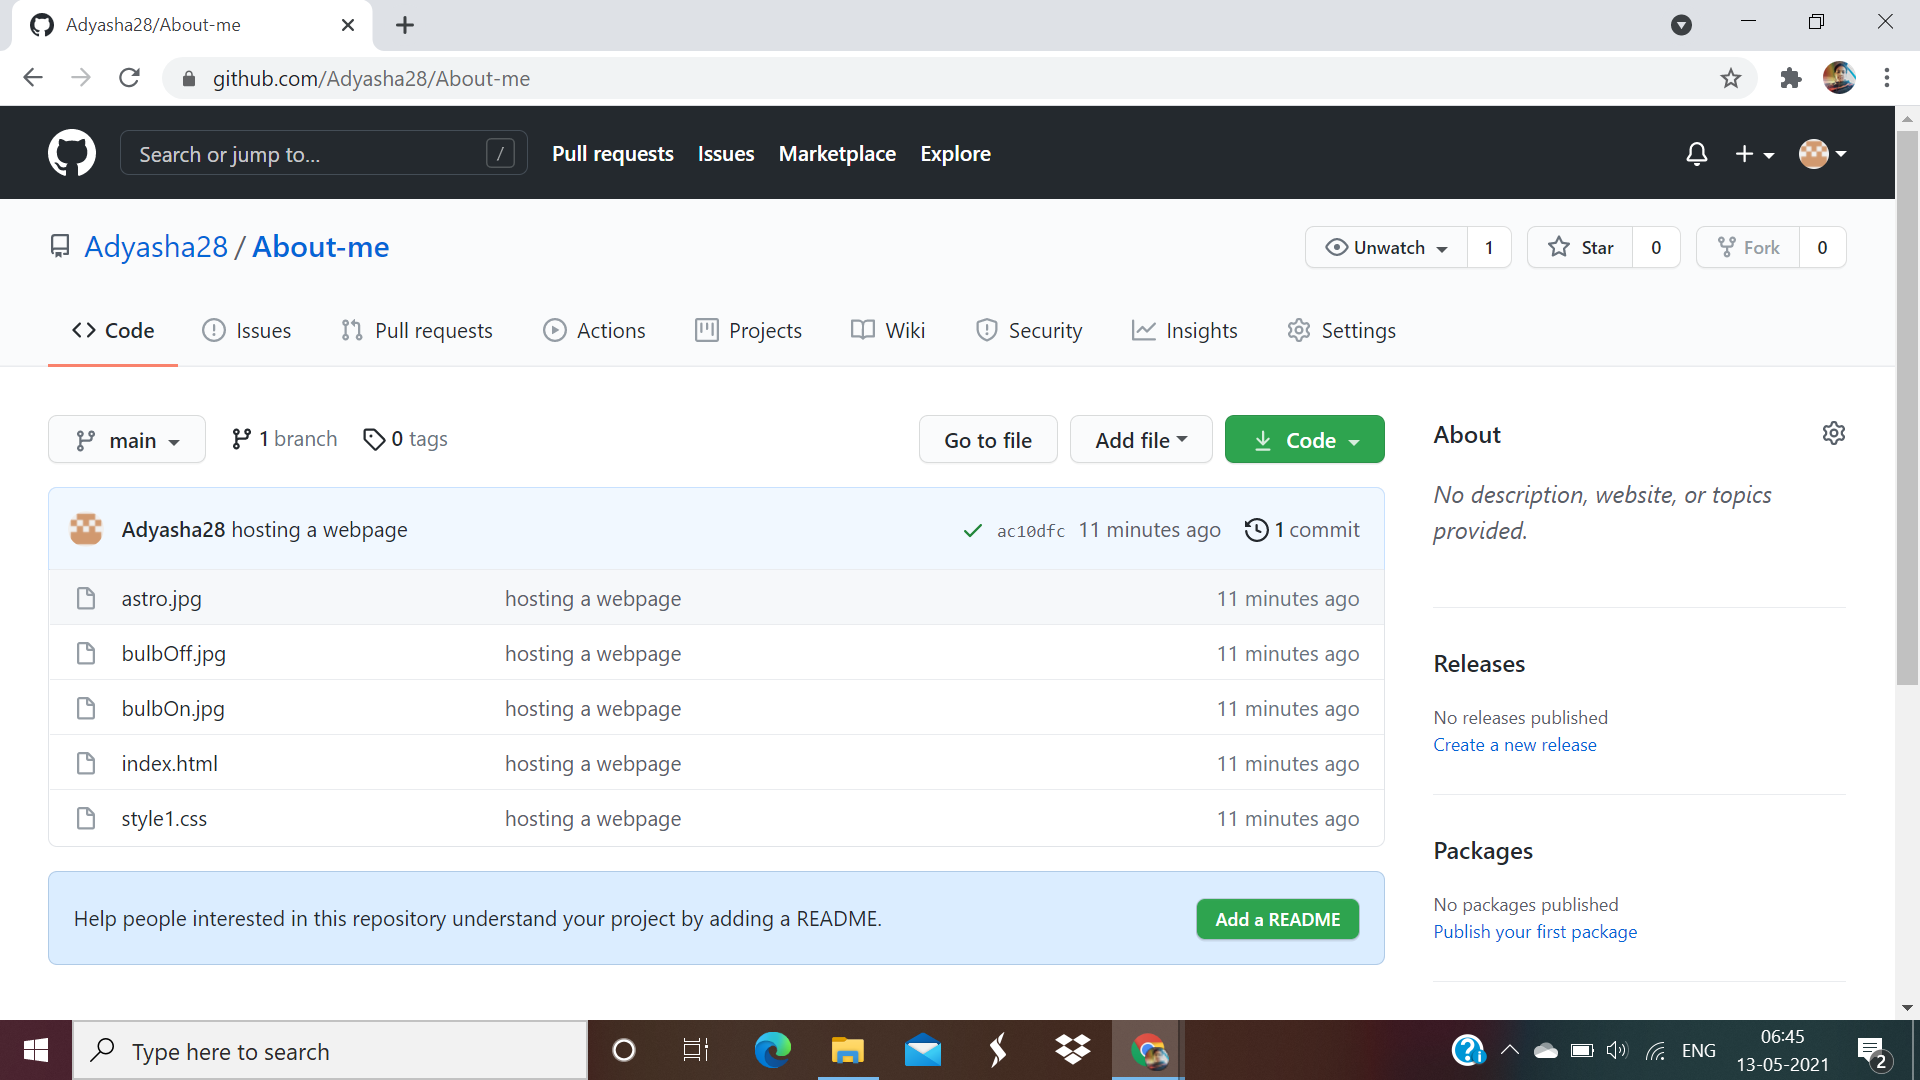 Adyasha28/About-me
github.com/Adyasha28/About-me
Search or jump to... / Pull requests Issues Marketplace Explore
Adyasha28 / About-me Unwatch 1 Star 0 Fork 0
Code Issues Pull requests Actions Projects Wiki Security Insights Settings
main 1 branch 0 tags Go to file Add file Code
Adyasha28 hosting a webpage ac10dfc 11 minutes ago 1 commit
astro.jpg hosting a webpage 11 minutes ago
bulbOff.jpg hosting a webpage 11 minutes ago
bulbOn.jpg hosting a webpage 11 minutes ago
index.html hosting a webpage 11 minutes ago
style1.css hosting a webpage 11 minutes ago
Help people interested in this repository understand your project by adding a README. Add a README
About
No description, website, or topics
provided.
Releases
No releases published
Create a new release
Packages
No packages published
Publish your first package
Type here to search
ENG
06:45
13-05-2021
2